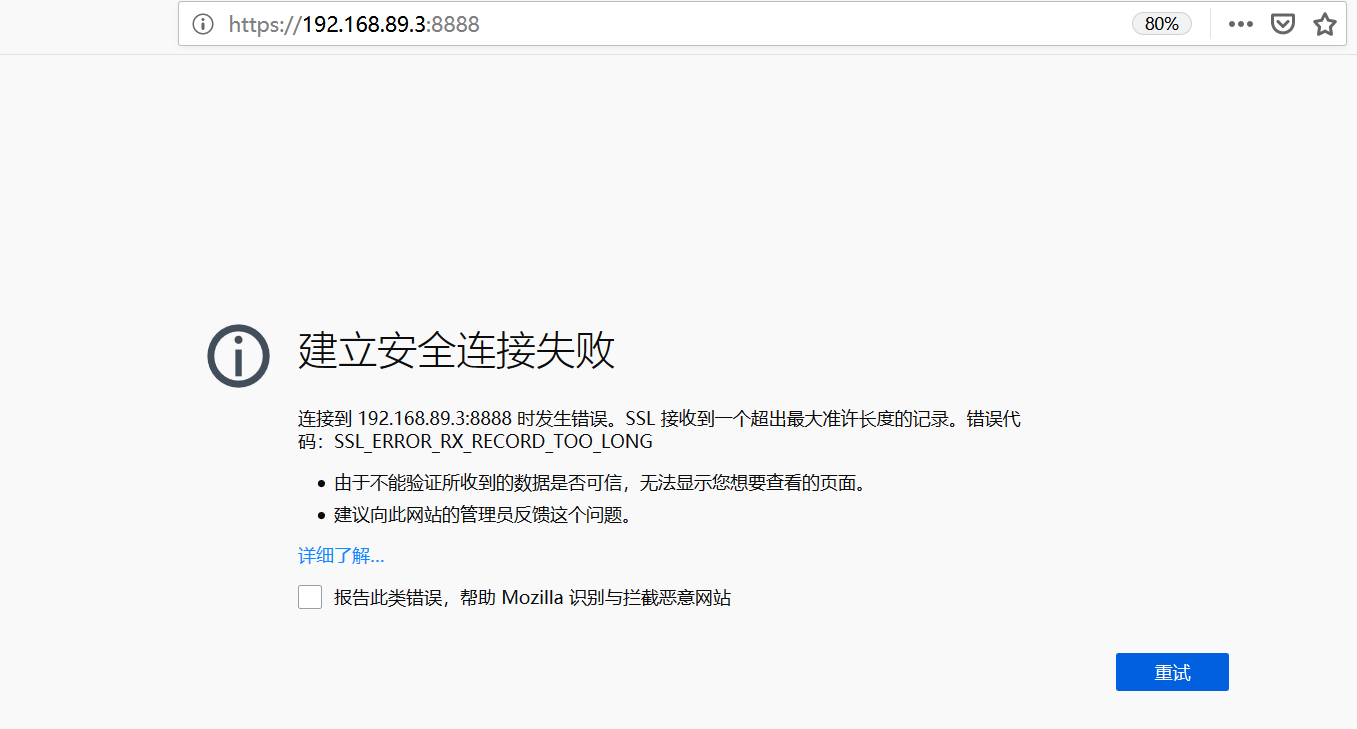 https://192.168.89.3:8888
80%
建立安全连接失败
连接到 192.168.89.3:8888 时发生错误。SSL 接收到一个超出最大准许长度的记录。错误代
码：SSL_ERROR_RX_RECORD_TOO_LONG
由于不能验证所收到的数据是否可信，无法显示您想要查看的页面。
建议向此网站的管理员反馈这个问题。
详细了解...
报告此类错误，帮助 Mozilla 识别与拦截恶意网站
重试